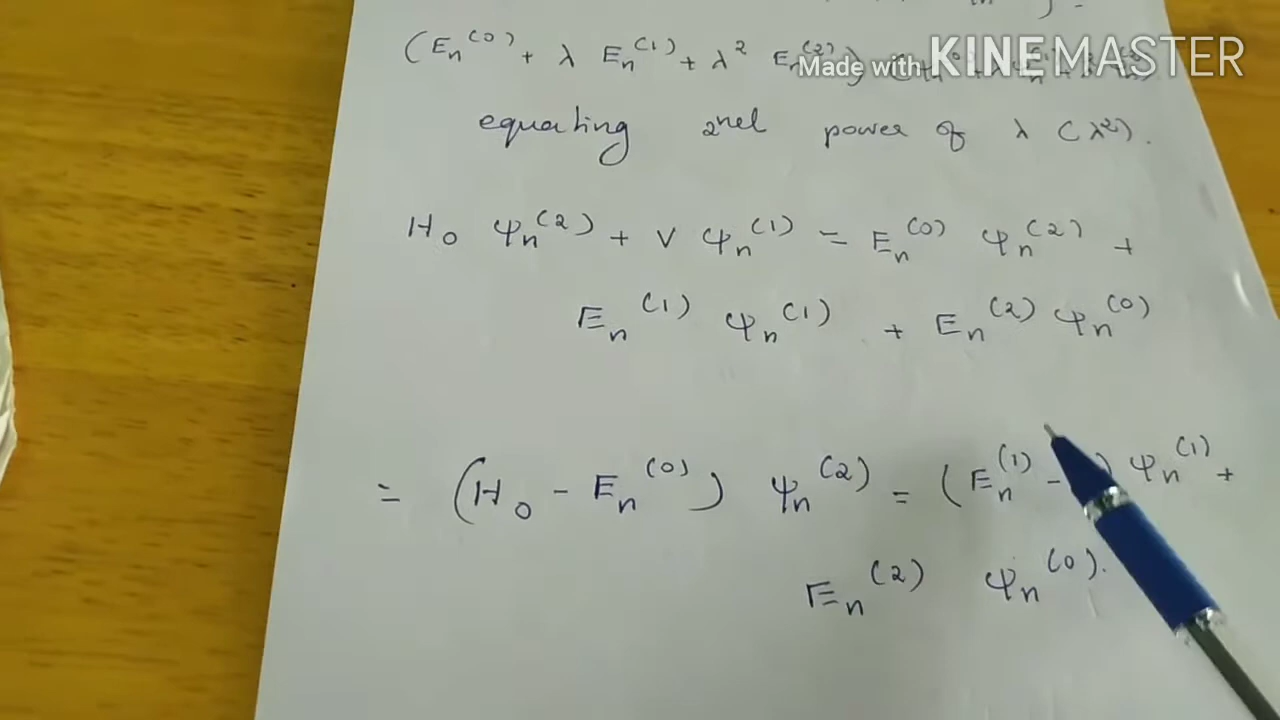 (En^(0) + λ En^(1) + λ² En^(2))
Made with KINEMASTER
equating 2nd power of λ (λ²).
H₀ ψn^(2) + V ψn^(1) = En^(0) ψn^(2) +
En^(1) ψn^(1) + En^(2) ψn^(0)
= (H₀ - En^(0)) ψn^(2) = (En^(1) - ) ψn^(1) +
En^(2) ψn^(0).